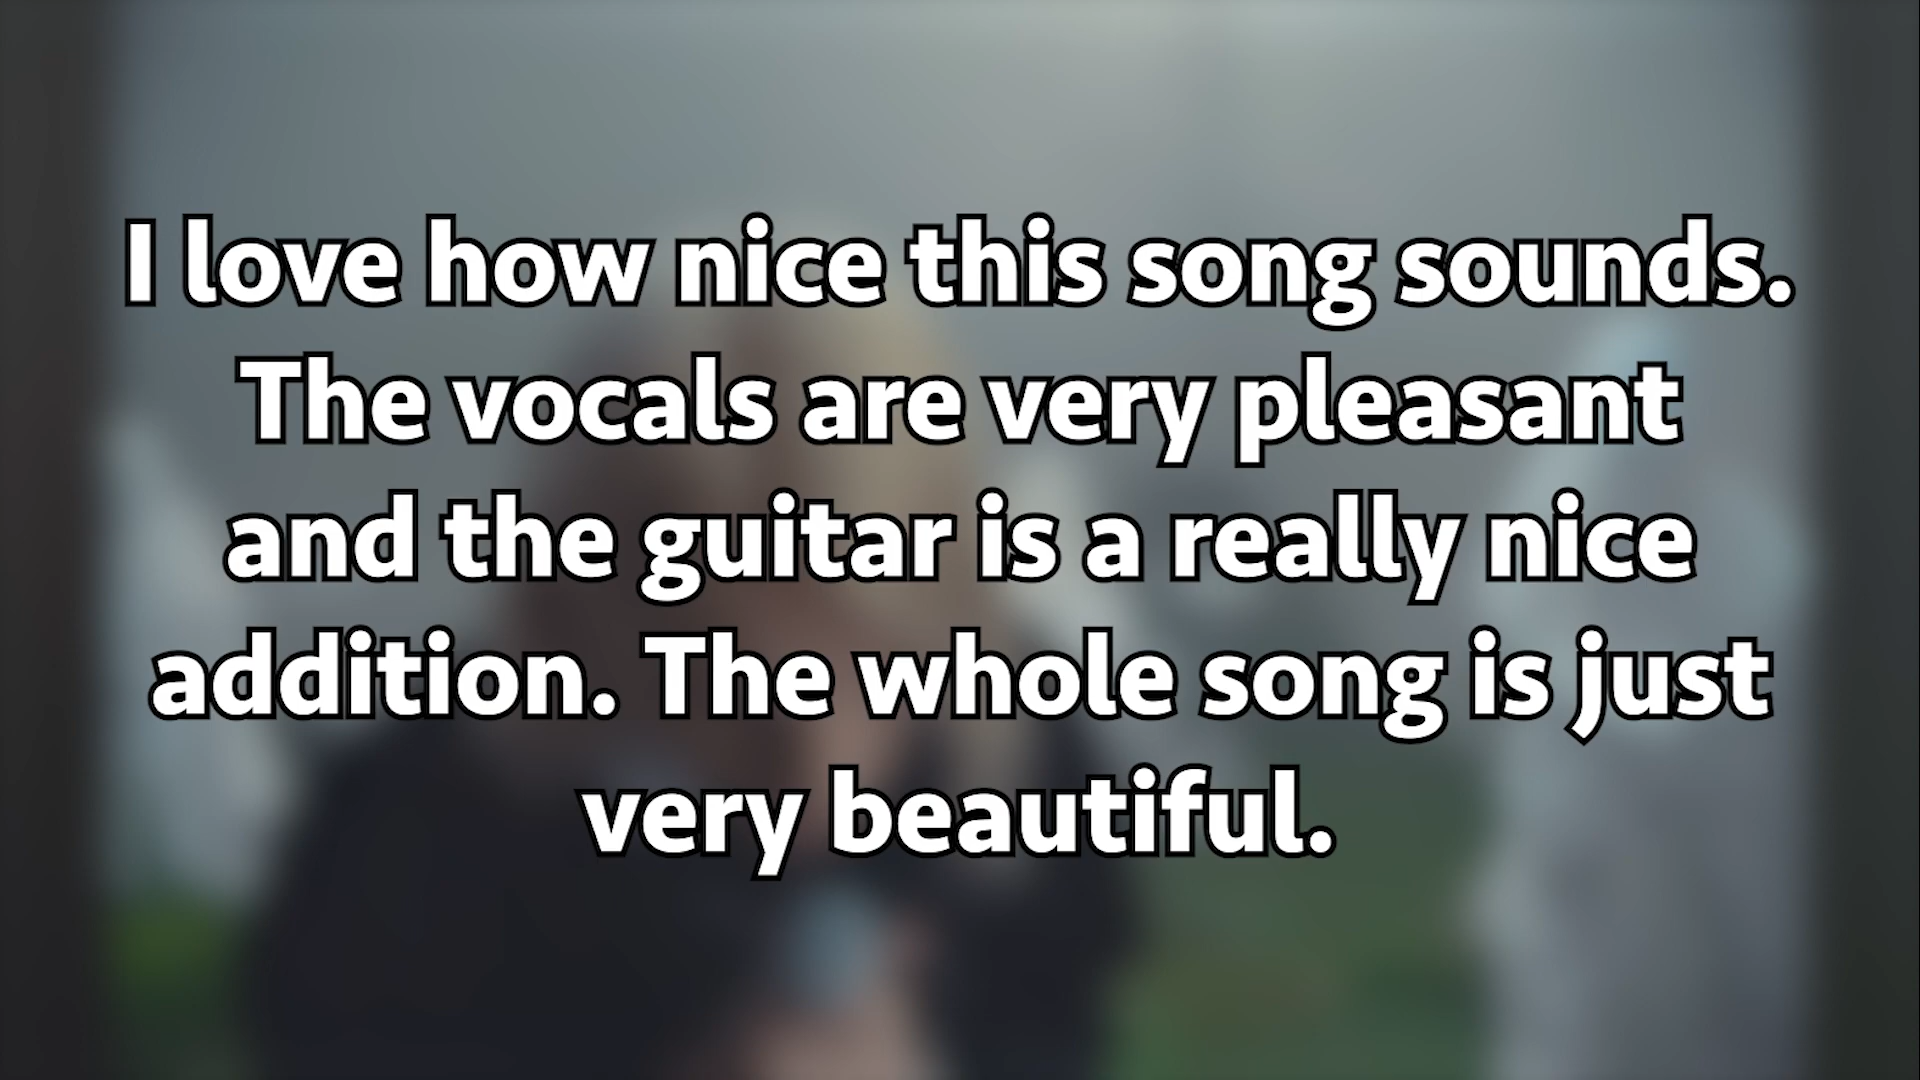 I love how nice this song sounds.
The vocals are very pleasant
and the guitar is a really nice
addition. The whole song is just
very beautiful.